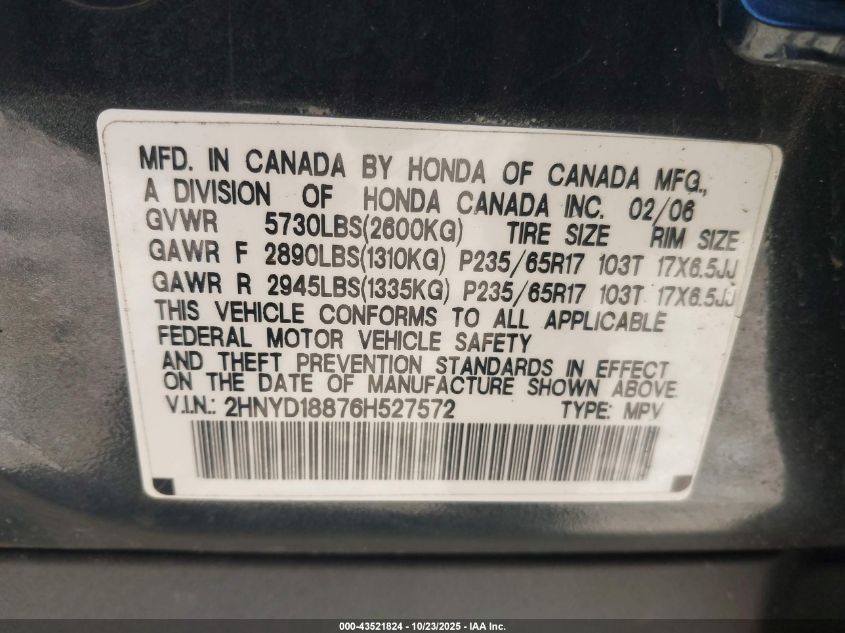 MFD. IN CANADA BY HONDA OF CANADA MFG.,
A DIVISION OF HONDA CANADA INC. 02/06
GVWR 5730LBS(2600KG) TIRE SIZE RIM SIZE
GAWR F 2890LBS(1310KG) P235/65R17 103T 17X6.5JJ
GAWR R 2945LBS(1335KG) P235/65R17 103T 17X6.5JJ
THIS VEHICLE CONFORMS TO ALL APPLICABLE
FEDERAL MOTOR VEHICLE SAFETY
AND THEFT PREVENTION STANDARDS IN EFFECT
ON THE DATE OF MANUFACTURE SHOWN ABOVE.
V.I.N.: 2HNYD18876H527572 TYPE: MPV
000-43521824 | 10/23/2025 - IAA Inc.